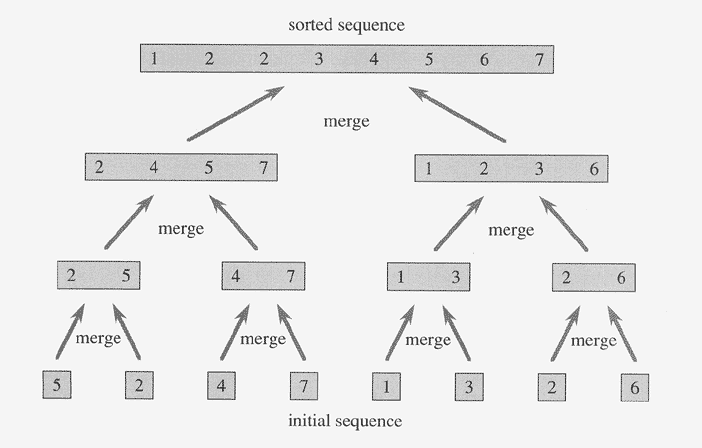 sorted sequence
1 2 2 3 4 5 6 7
merge
2 4 5 7
1 2 3 6
merge
merge
2 5
4 7
1 3
2 6
merge
merge
merge
merge
5
2
4
7
1
3
2
6
initial sequence